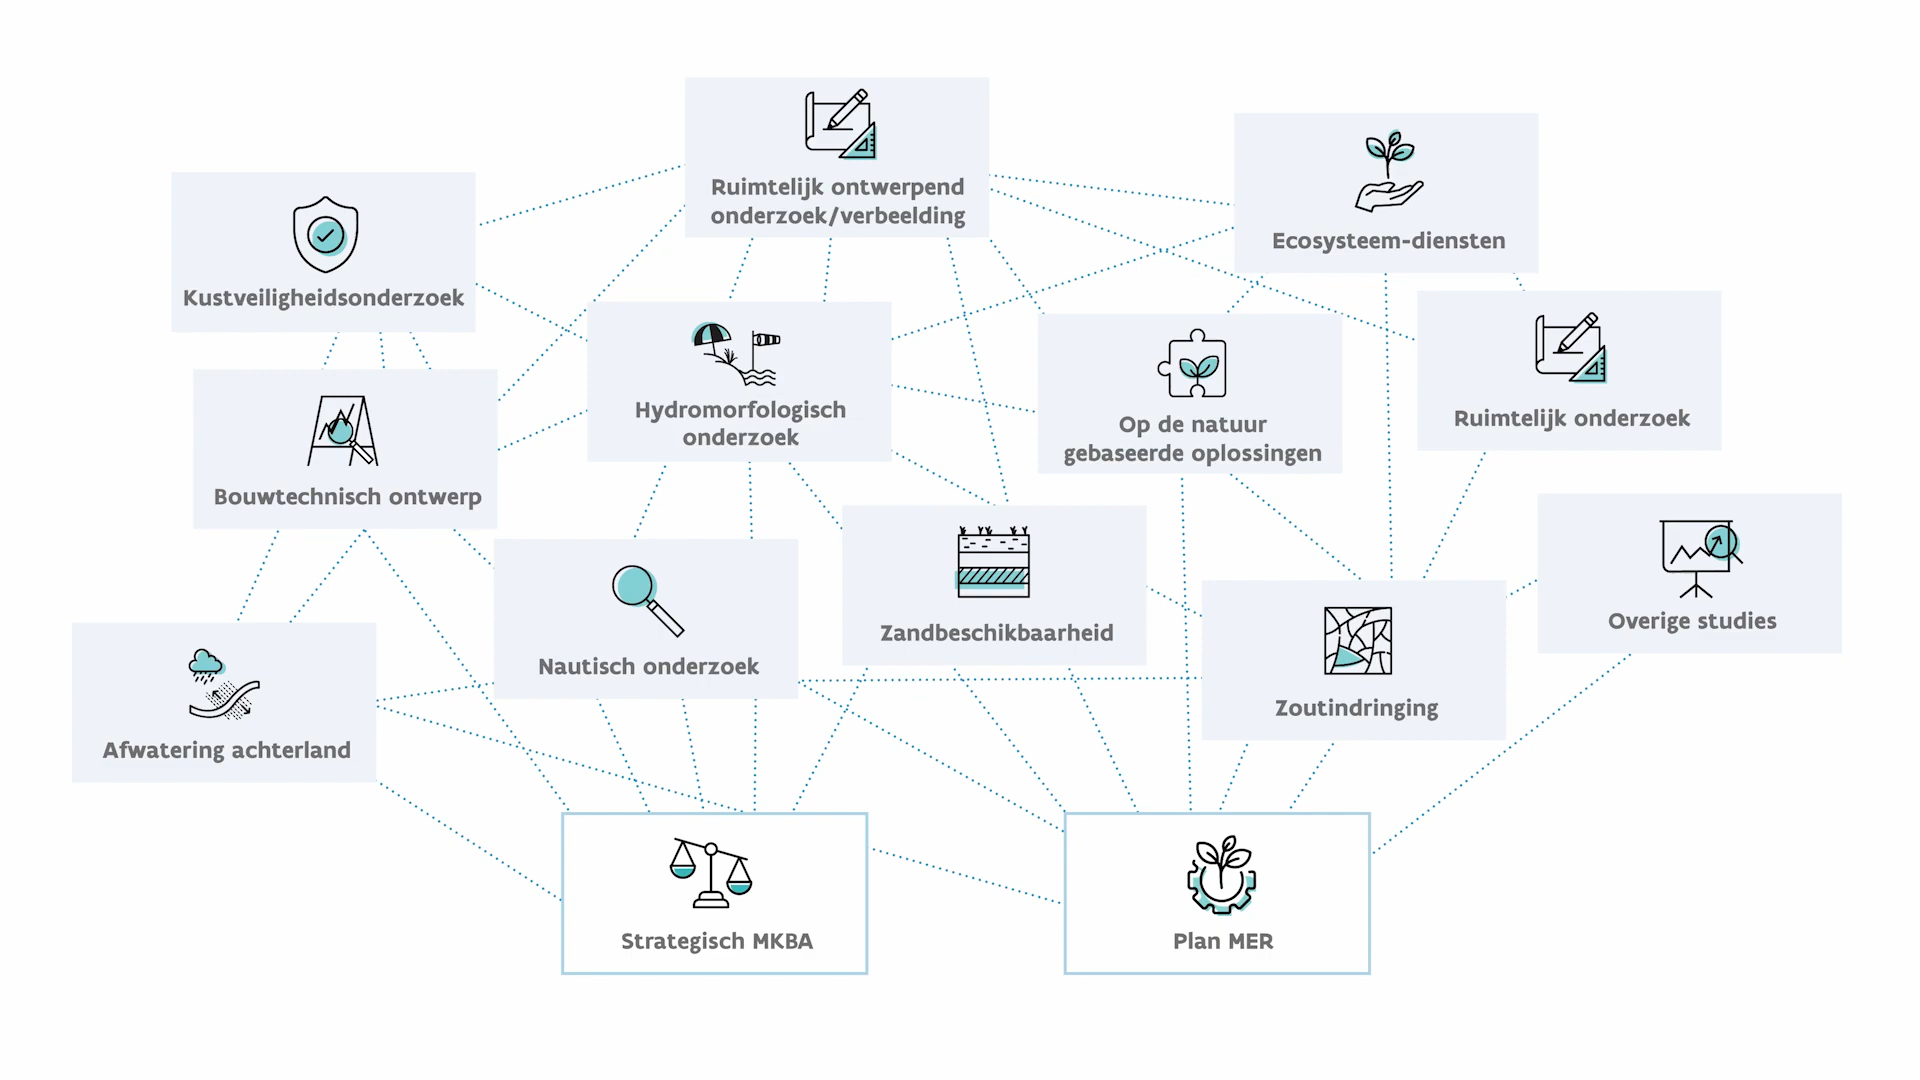 Ruimtelijk ontwerpend
onderzoek/verbeelding
Ecosysteem-diensten
Kustveiligheidsonderzoek
Hydromorfologisch
onderzoek
Op de natuur
gebaseerde oplossingen
Ruimtelijk onderzoek
Bouwtechnisch ontwerp
Nautisch onderzoek
Zandbeschikbaarheid
Overige studies
Zoutindringing
Afwatering achterland
Strategisch MKBA
Plan MER